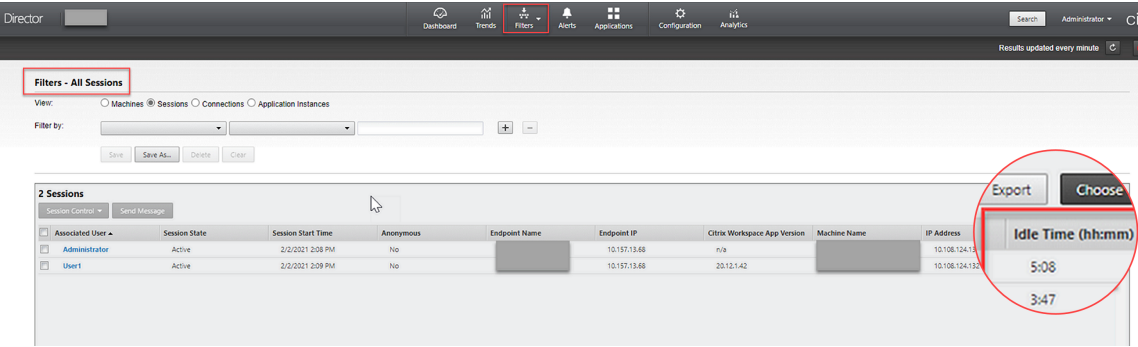 Director
Dashboard Trends Filters Alerts Applications Configuration Analytics
Search Administrator
Results updated every minute
Filters - All Sessions
View: Machines Sessions Connections Application Instances
Filter by:
+ -
Save Save As... Delete Clear
2 Sessions
Export Choose
Session Control Send Message
Associated User Session State Session Start Time Anonymous Endpoint Name Endpoint IP Citrix Workspace App Version Machine Name IP Address Idle Time (hh:mm)
Administrator Active 2/2/2021 2:08 PM No 10.157.13.68 n/a 10.108.124.13 5:08
User1 Active 2/2/2021 2:09 PM No 10.157.13.68 20.12.1.42 10.108.124.132 3:47